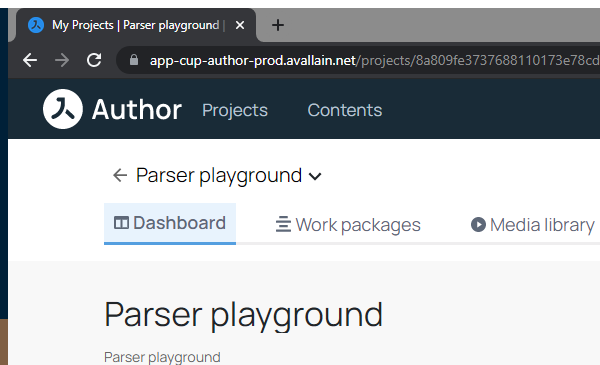 My Projects | Parser playground |
app-cup-author-prod.avallain.net/projects/8a809fe3737688110173e78cd
Author Projects Contents
Parser playground
Dashboard Work packages Media library
Parser playground
Parser playground